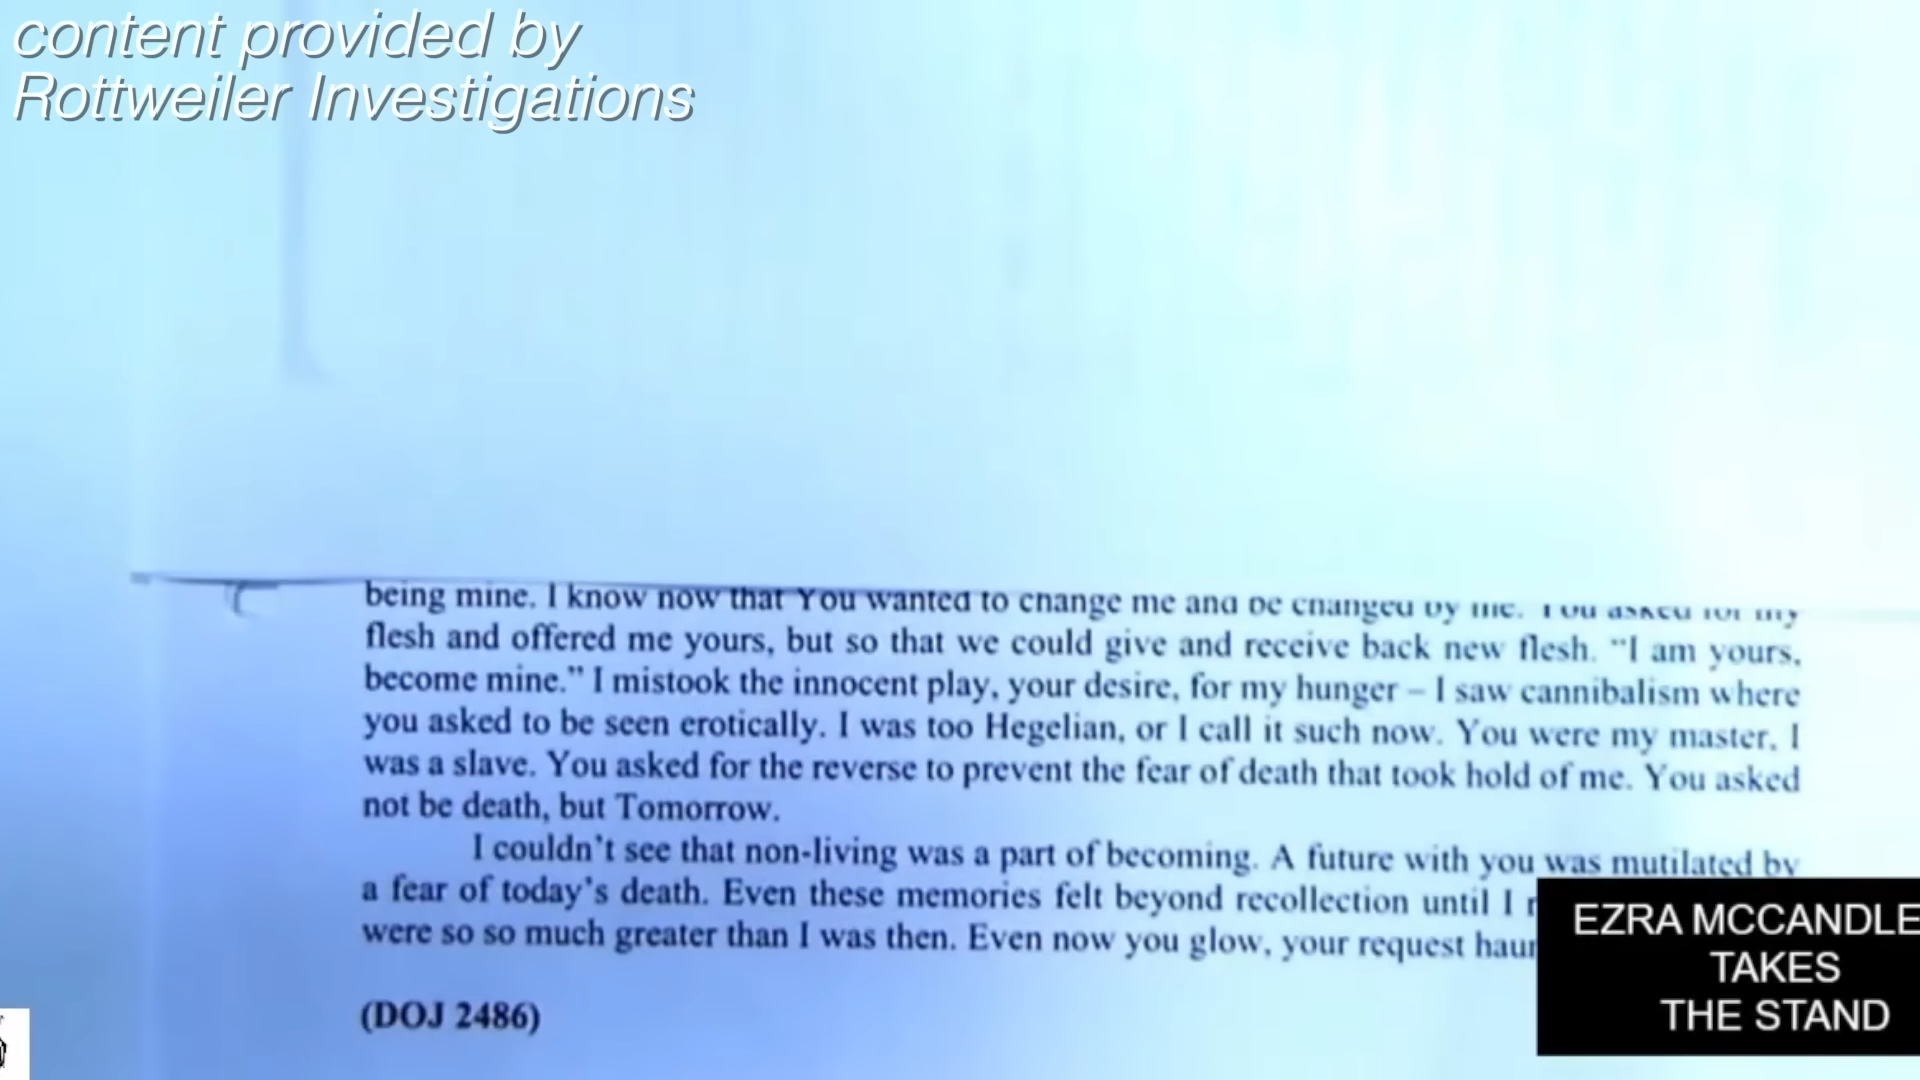 content provided by
Rottweiler Investigations
being mine. I know now that You wanted to change me and be changed by me. You asked for my
flesh and offered me yours, but so that we could give and receive back new flesh. “I am yours,
become mine.” I mistook the innocent play, your desire, for my hunger – I saw cannibalism where
you asked to be seen erotically. I was too Hegelian, or I call it such now. You were my master, I
was a slave. You asked for the reverse to prevent the fear of death that took hold of me. You asked
not be death, but Tomorrow.
I couldn’t see that non-living was a part of becoming. A future with you was mutilated by
a fear of today’s death. Even these memories felt beyond recollection until I
were so so much greater than I was then. Even now you glow, your request
(DOJ 2486)
EZRA MCCANDLE
TAKES
THE STAND